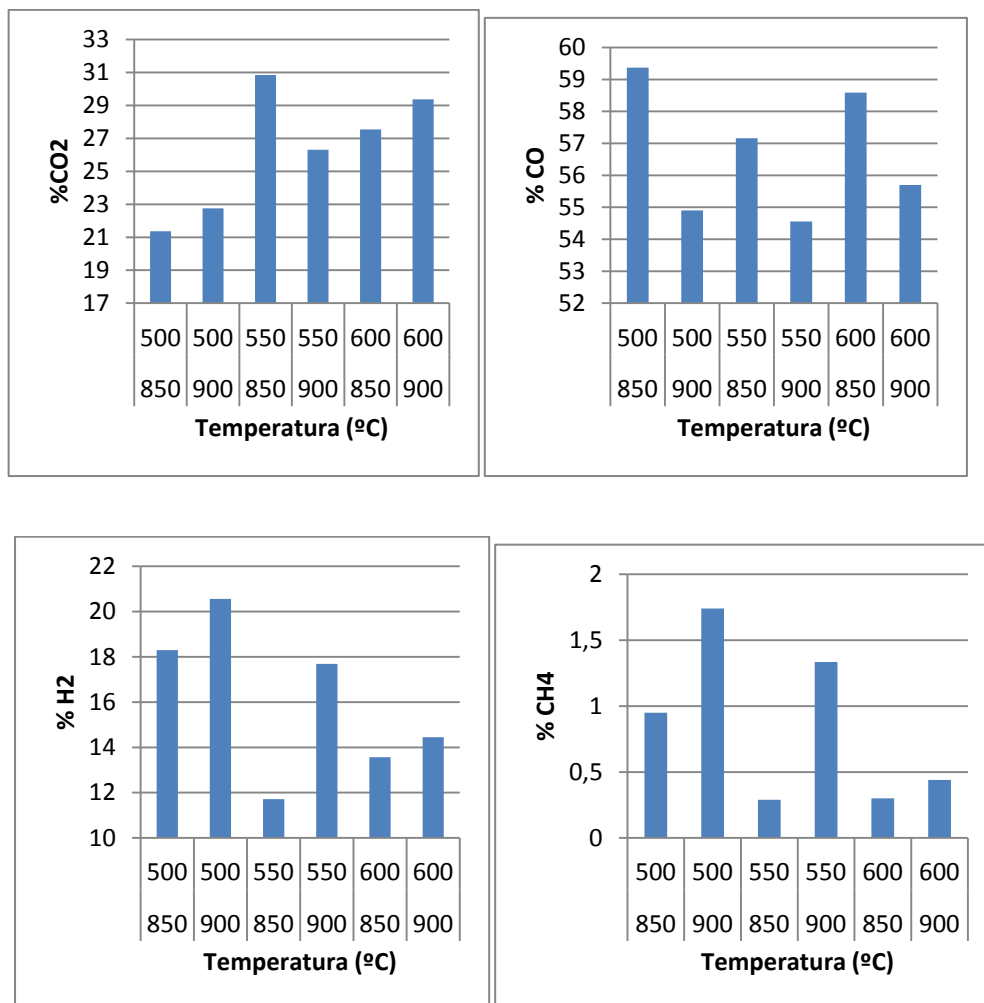 %CO2
33
31
29
27
25
23
21
19
17
500 500 550 550 600 600
850 900 850 900 850 900
Temperatura (ºC)
% CO
60
59
58
57
56
55
54
53
52
500 500 550 550 600 600
850 900 850 900 850 900
Temperatura (ºC)
% H2
22
20
18
16
14
12
10
500 500 550 550 600 600
850 900 850 900 850 900
Temperatura (ºC)
% CH4
2
1,5
1
0,5
0
500 500 550 550 600 600
850 900 850 900 850 900
Temperatura (ºC)